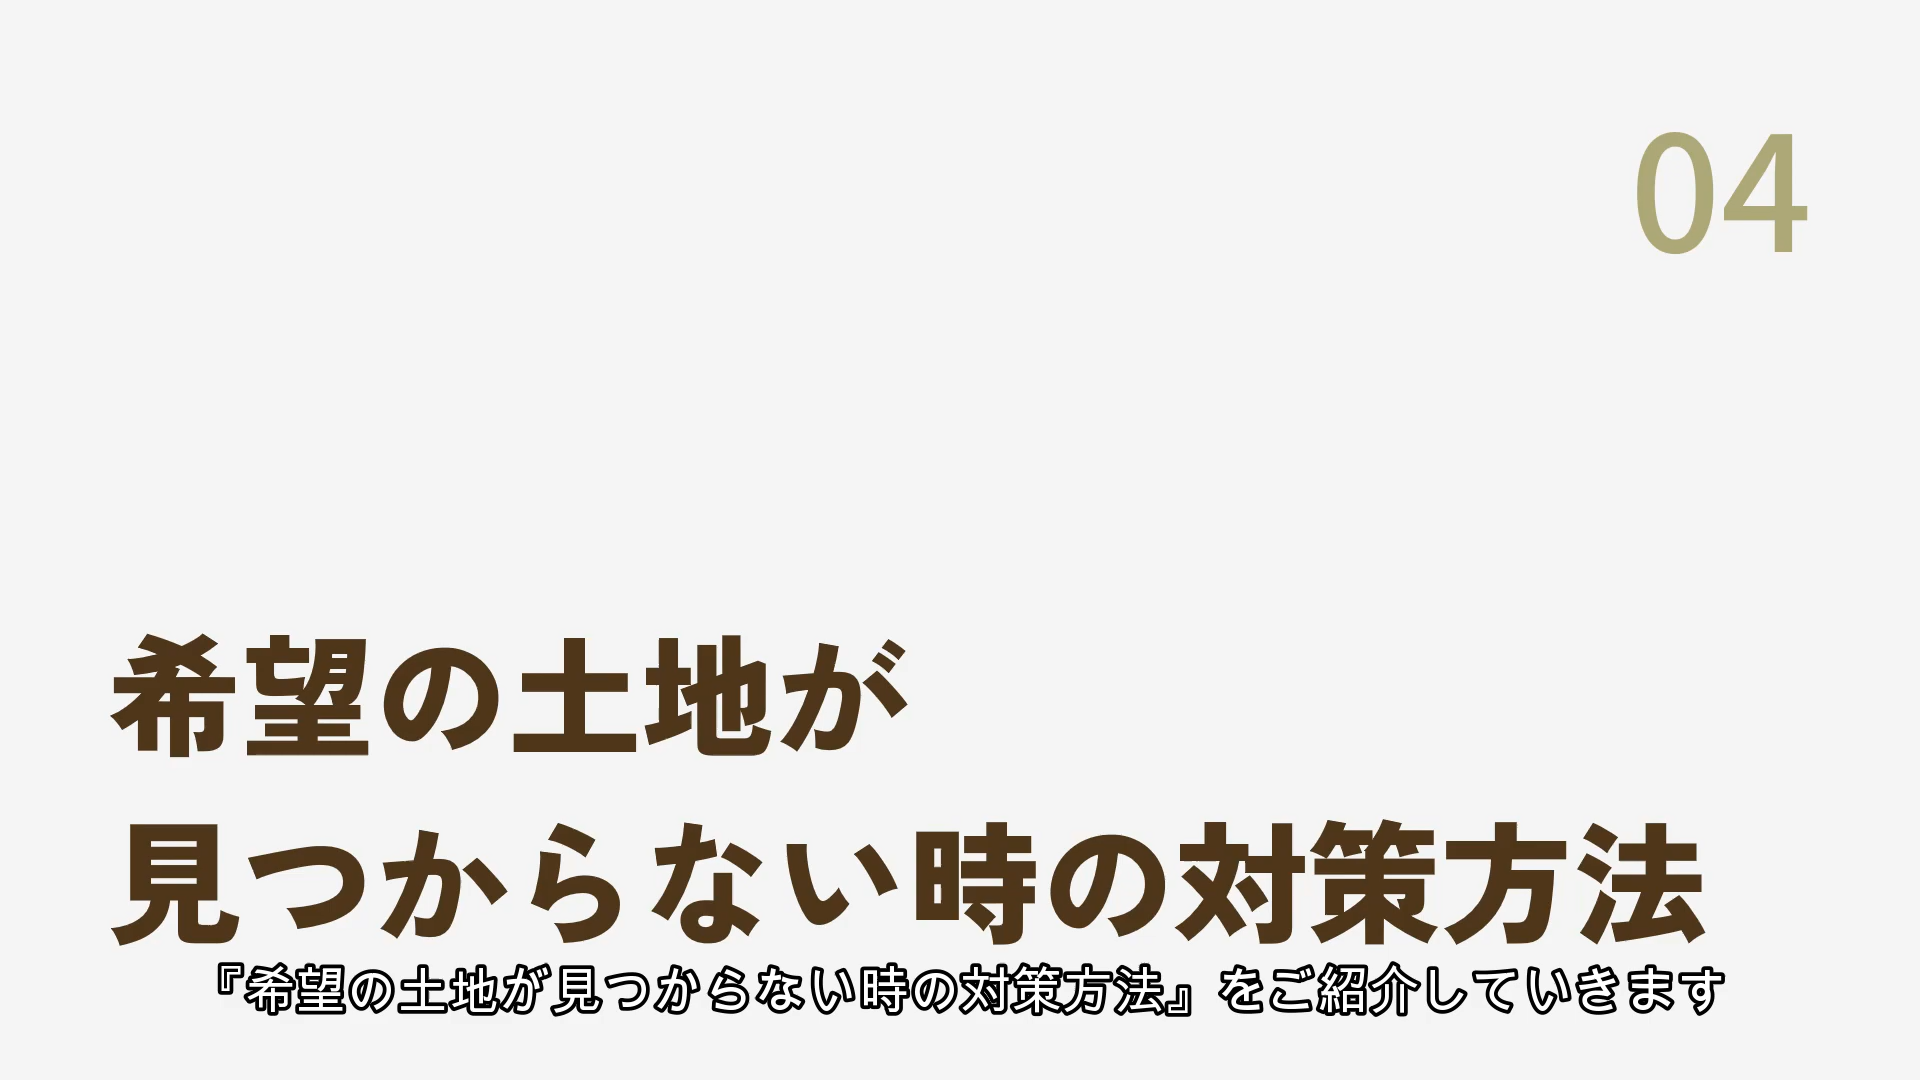 04
希望の土地が
見つからない時の対策方法
『希望の土地が見つからない時の対策方法』をご紹介していきます